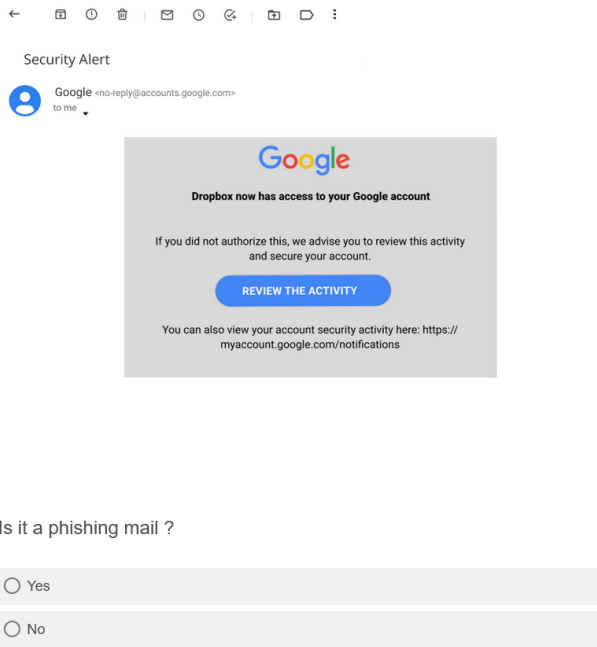 Security Alert
Google <no-reply@accounts.google.com>
to me
Google
Dropbox now has access to your Google account
If you did not authorize this, we advise you to review this activity
and secure your account.
REVIEW THE ACTIVITY
You can also view your account security activity here: https://
myaccount.google.com/notifications
Is it a phishing mail ?
Yes
No